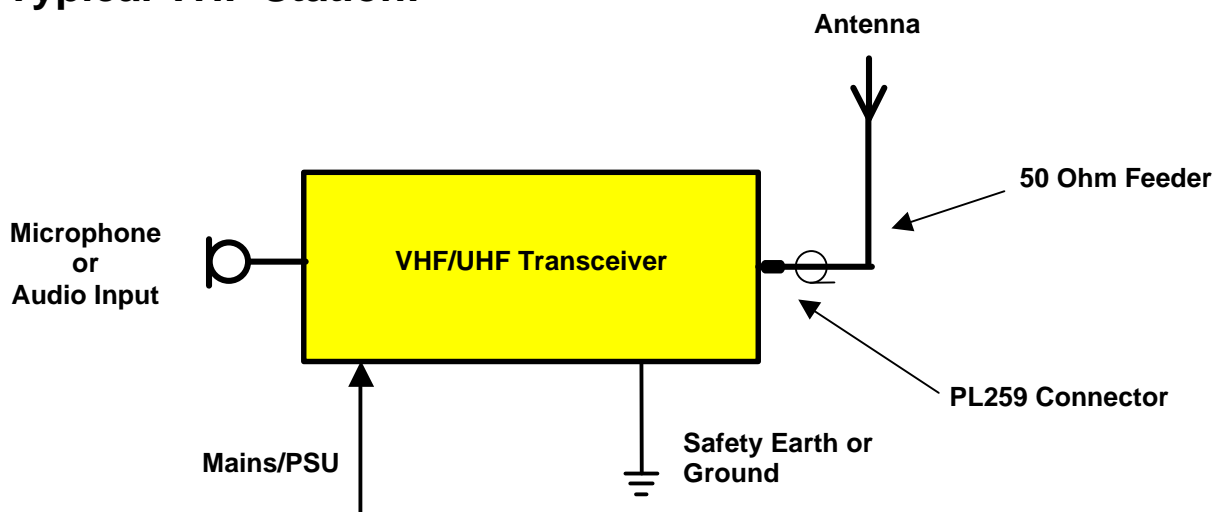 Antenna
50 Ohm Feeder
Microphone
or
Audio Input
VHF/UHF Transceiver
PL259 Connector
Mains/PSU
Safety Earth or
Ground